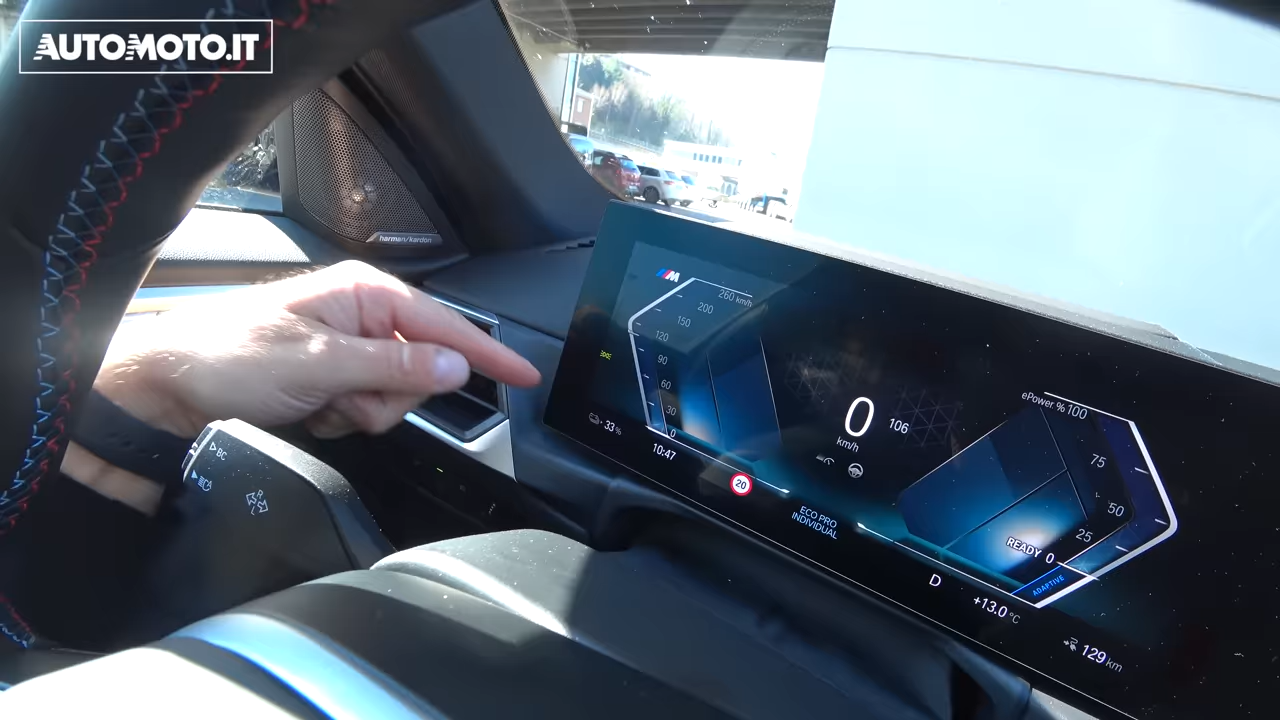 AUTOMOTO.IT
harman/kardon
M
260 km/h
200
150
120
90
60
30
0
33 %
10:47
20
0
km/h
106
ECO PRO
INDIVIDUAL
ePower % 100
75
50
25
READY 0
ADAPTIVE
D
+13.0 °C
129 km
BC
A
R